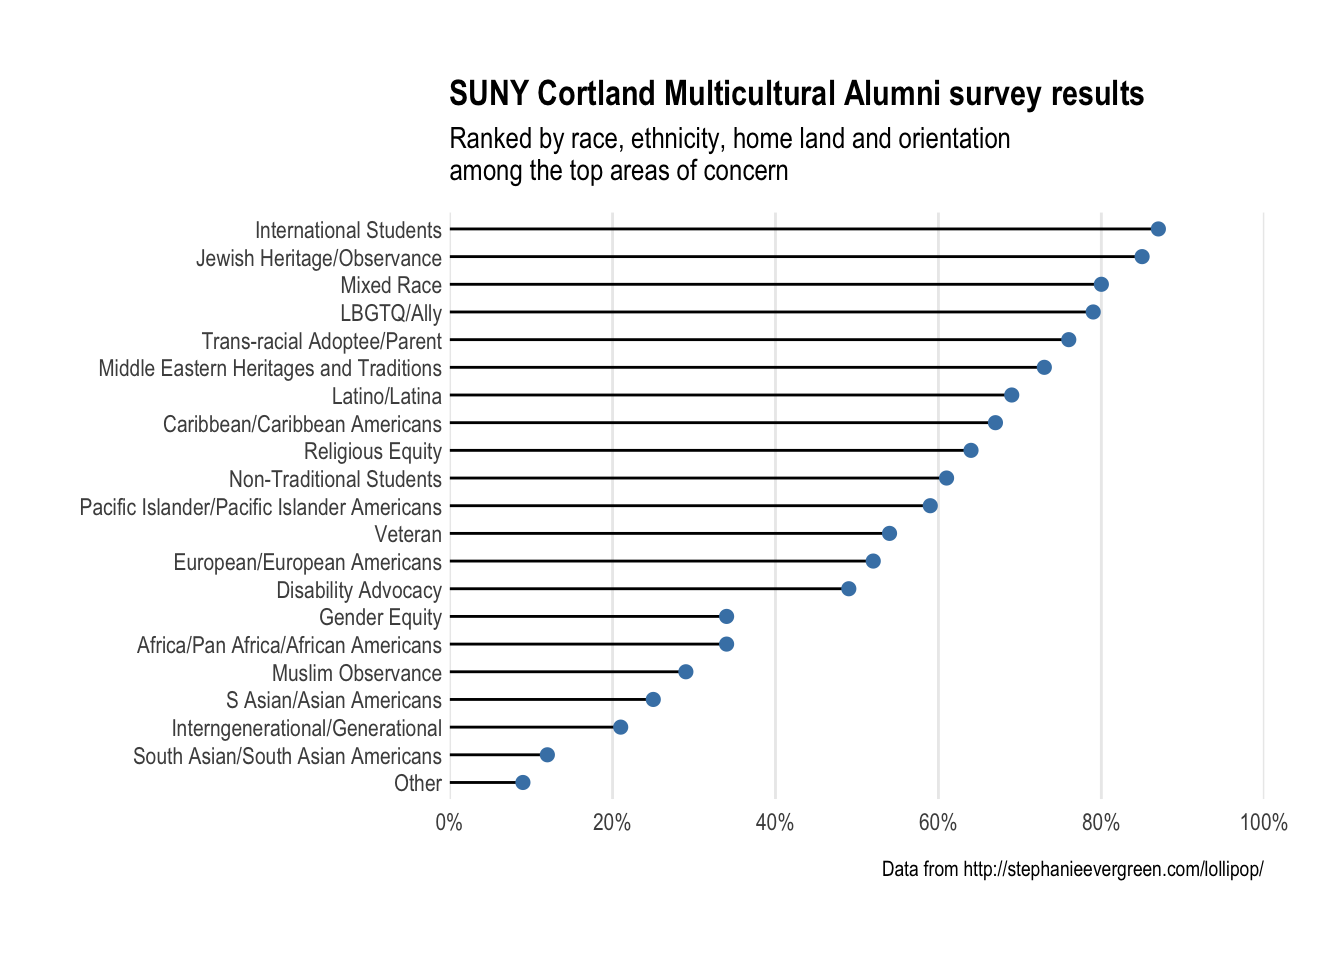 SUNY Cortland Multicultural Alumni survey results
Ranked by race, ethnicity, home land and orientation
among the top areas of concern
International Students
Jewish Heritage/Observance
Mixed Race
LBGTQ/Ally
Trans-racial Adoptee/Parent
Middle Eastern Heritages and Traditions
Latino/Latina
Caribbean/Caribbean Americans
Religious Equity
Non-Traditional Students
Pacific Islander/Pacific Islander Americans
Veteran
European/European Americans
Disability Advocacy
Gender Equity
Africa/Pan Africa/African Americans
Muslim Observance
S Asian/Asian Americans
Interngenerational/Generational
South Asian/South Asian Americans
Other
0% 20% 40% 60% 80% 100%
Data from http://stephanieevergreen.com/lollipop/